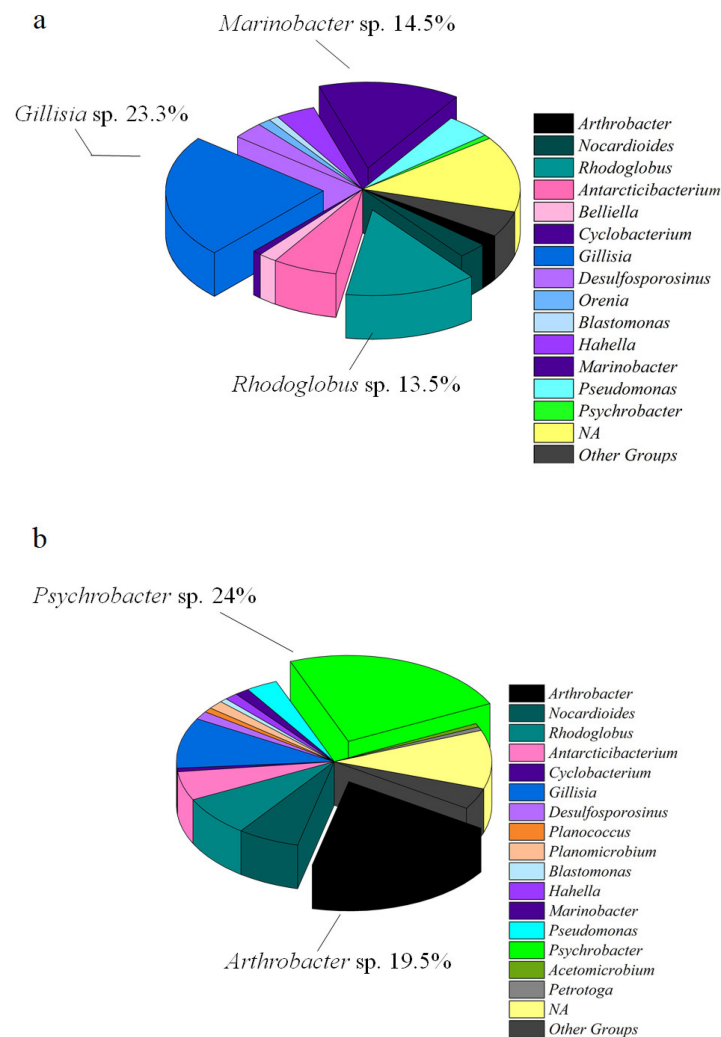 a
Marinobacter sp. 14.5%
Gillisia sp. 23.3%
Rhodoglobus sp. 13.5%
Arthrobacter
Nocardioides
Rhodoglobus
Antarcticibacterium
Belliella
Cyclobacterium
Gillisia
Desulfosporosinus
Orenia
Blastomonas
Hahella
Marinobacter
Pseudomonas
Psychrobacter
NA
Other Groups
b
Psychrobacter sp. 24%
Arthrobacter sp. 19.5%
Arthrobacter
Nocardioides
Rhodoglobus
Antarcticibacterium
Cyclobacterium
Gillisia
Desulfosporosinus
Planococcus
Planomicrobium
Blastomonas
Hahella
Marinobacter
Pseudomonas
Psychrobacter
Acetomicrobium
Petrotoga
NA
Other Groups